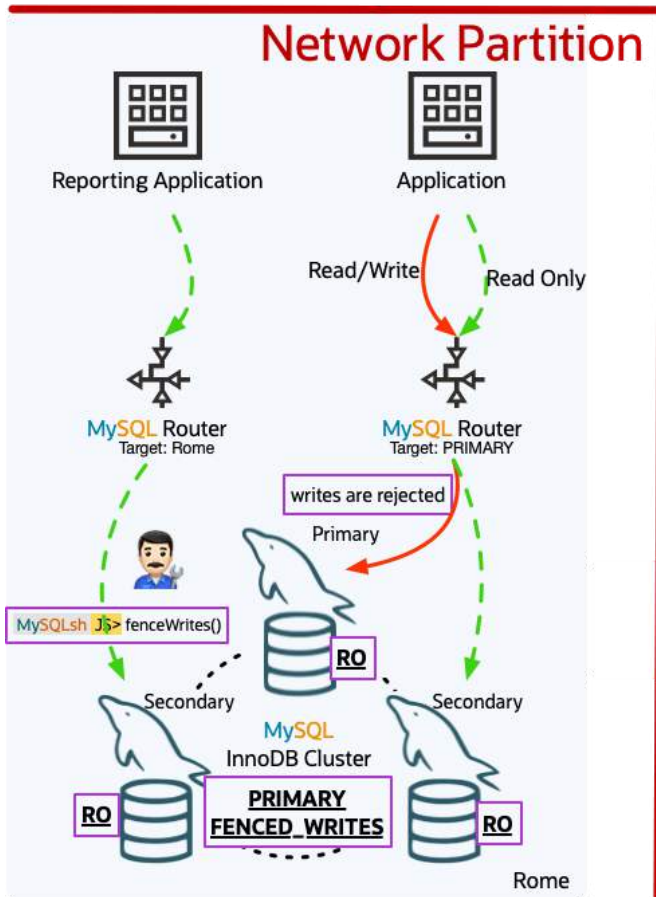 Network Partition
Reporting Application
Application
Read/Write
Read Only
MySQL Router
Target: Rome
MySQL Router
Target: PRIMARY
writes are rejected
Primary
MySQLsh JS> fenceWrites()
RO
Secondary
Secondary
MySQL
InnoDB Cluster
RO
PRIMARY
FENCED_WRITES
RO
Rome